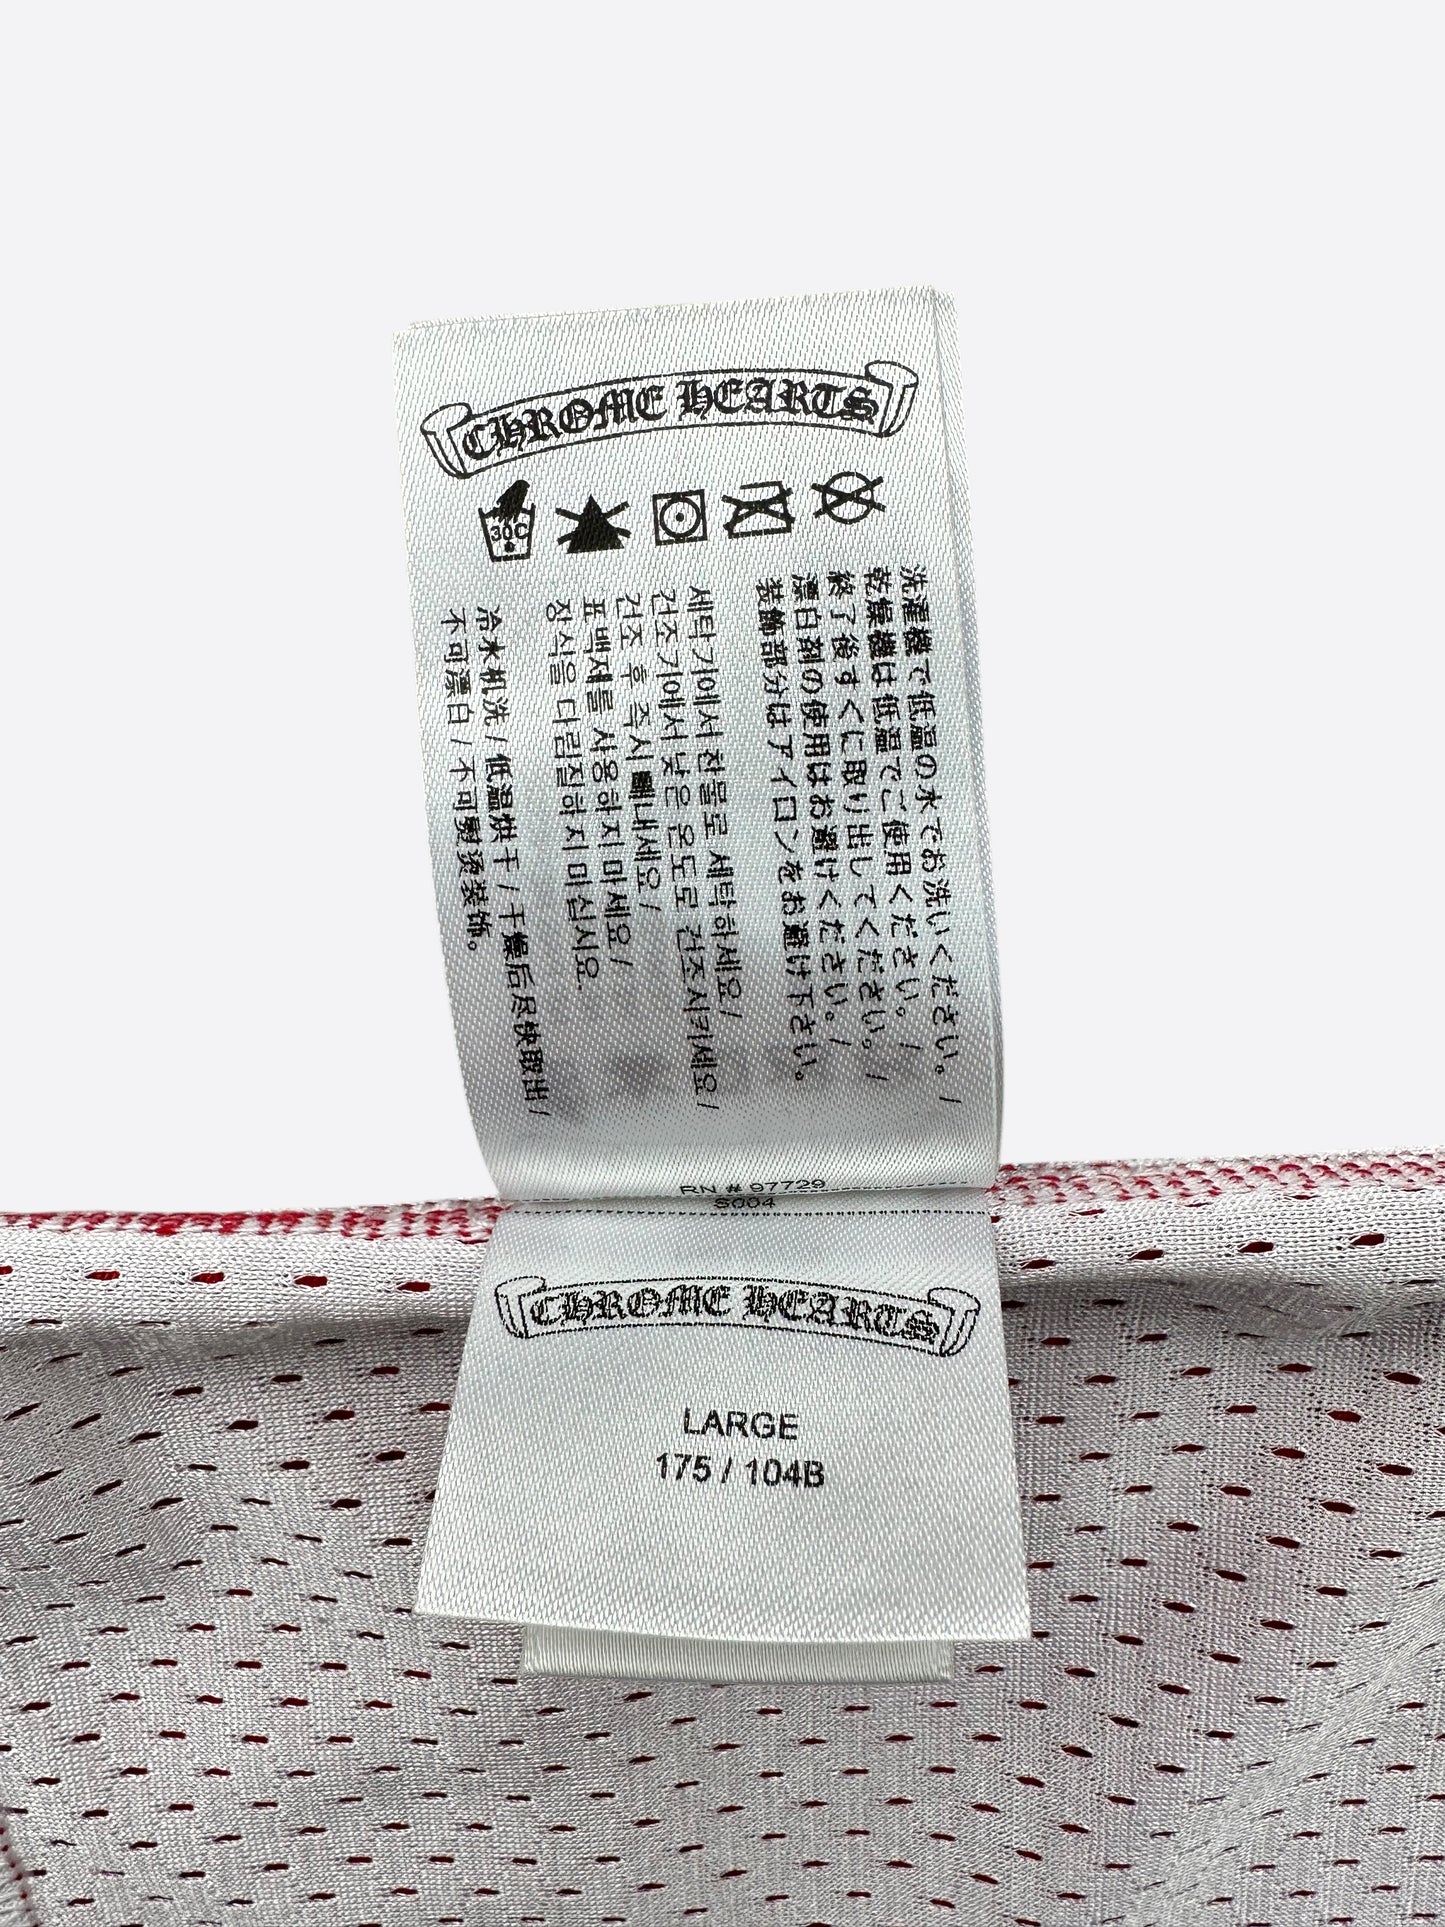 CHROME HEARTS
30C
洗濯機で低温の水でお洗いください。/
乾燥機は低温でご使用ください。/
終了後すぐに取り出してください。/
漂白剤の使用はお避けください。/
装飾部分はアイロンをお避け下さい。
세탁기에서 찬물로 세탁하세요/
건조기에서 낮은 온도로 건조시키세요/
건조 후 즉시 빼내세요/
표백제를 사용하지 마세요/
장식을 다림질하지 마십시오.
冷水机洗/低温烘干/干燥后尽快取出/
不可漂白/不可熨烫装饰。
RN # 97729
S004
CHROME HEARTS
LARGE
175 / 104B